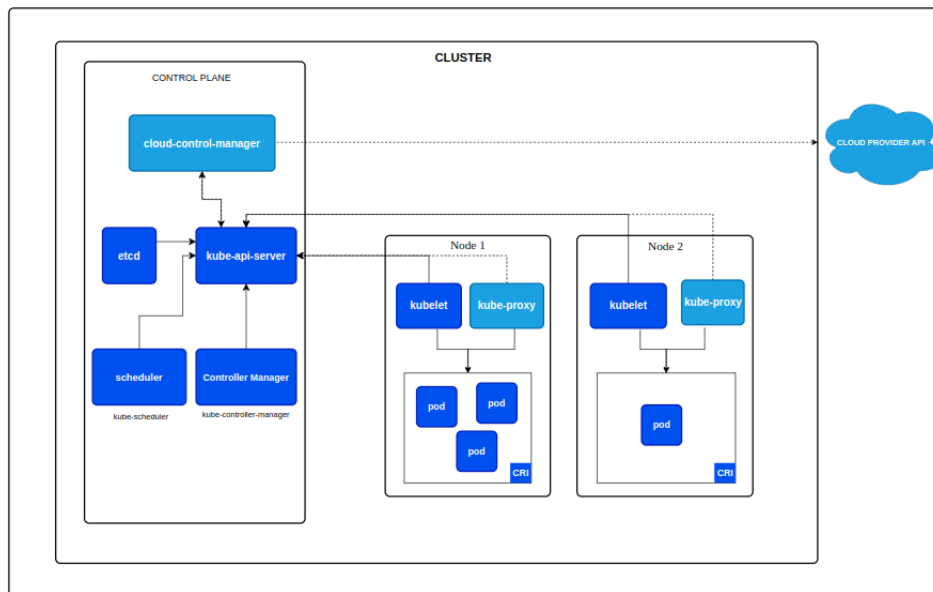 CLUSTER
CONTROL PLANE
cloud-control-manager
CLOUD PROVIDER API
etcd
kube-api-server
scheduler
kube-scheduler
Controller Manager
kube-controller-manager
Node 1
kubelet
kube-proxy
pod
pod
pod
CRI
Node 2
kubelet
kube-proxy
pod
CRI